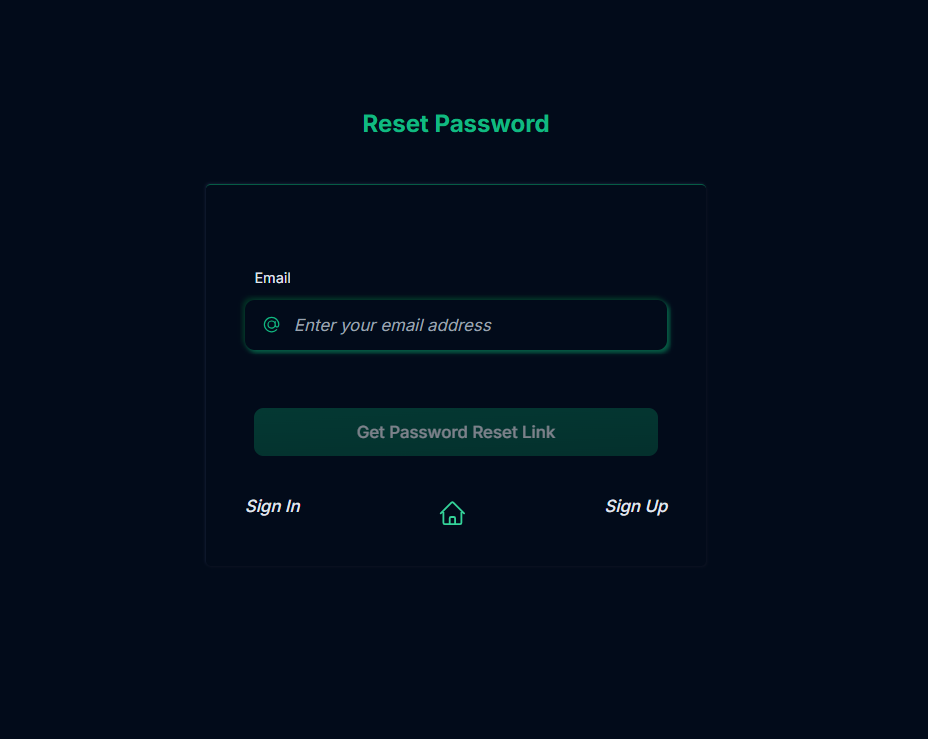 Reset Password
Email
Enter your email address
Get Password Reset Link
Sign In
Sign Up